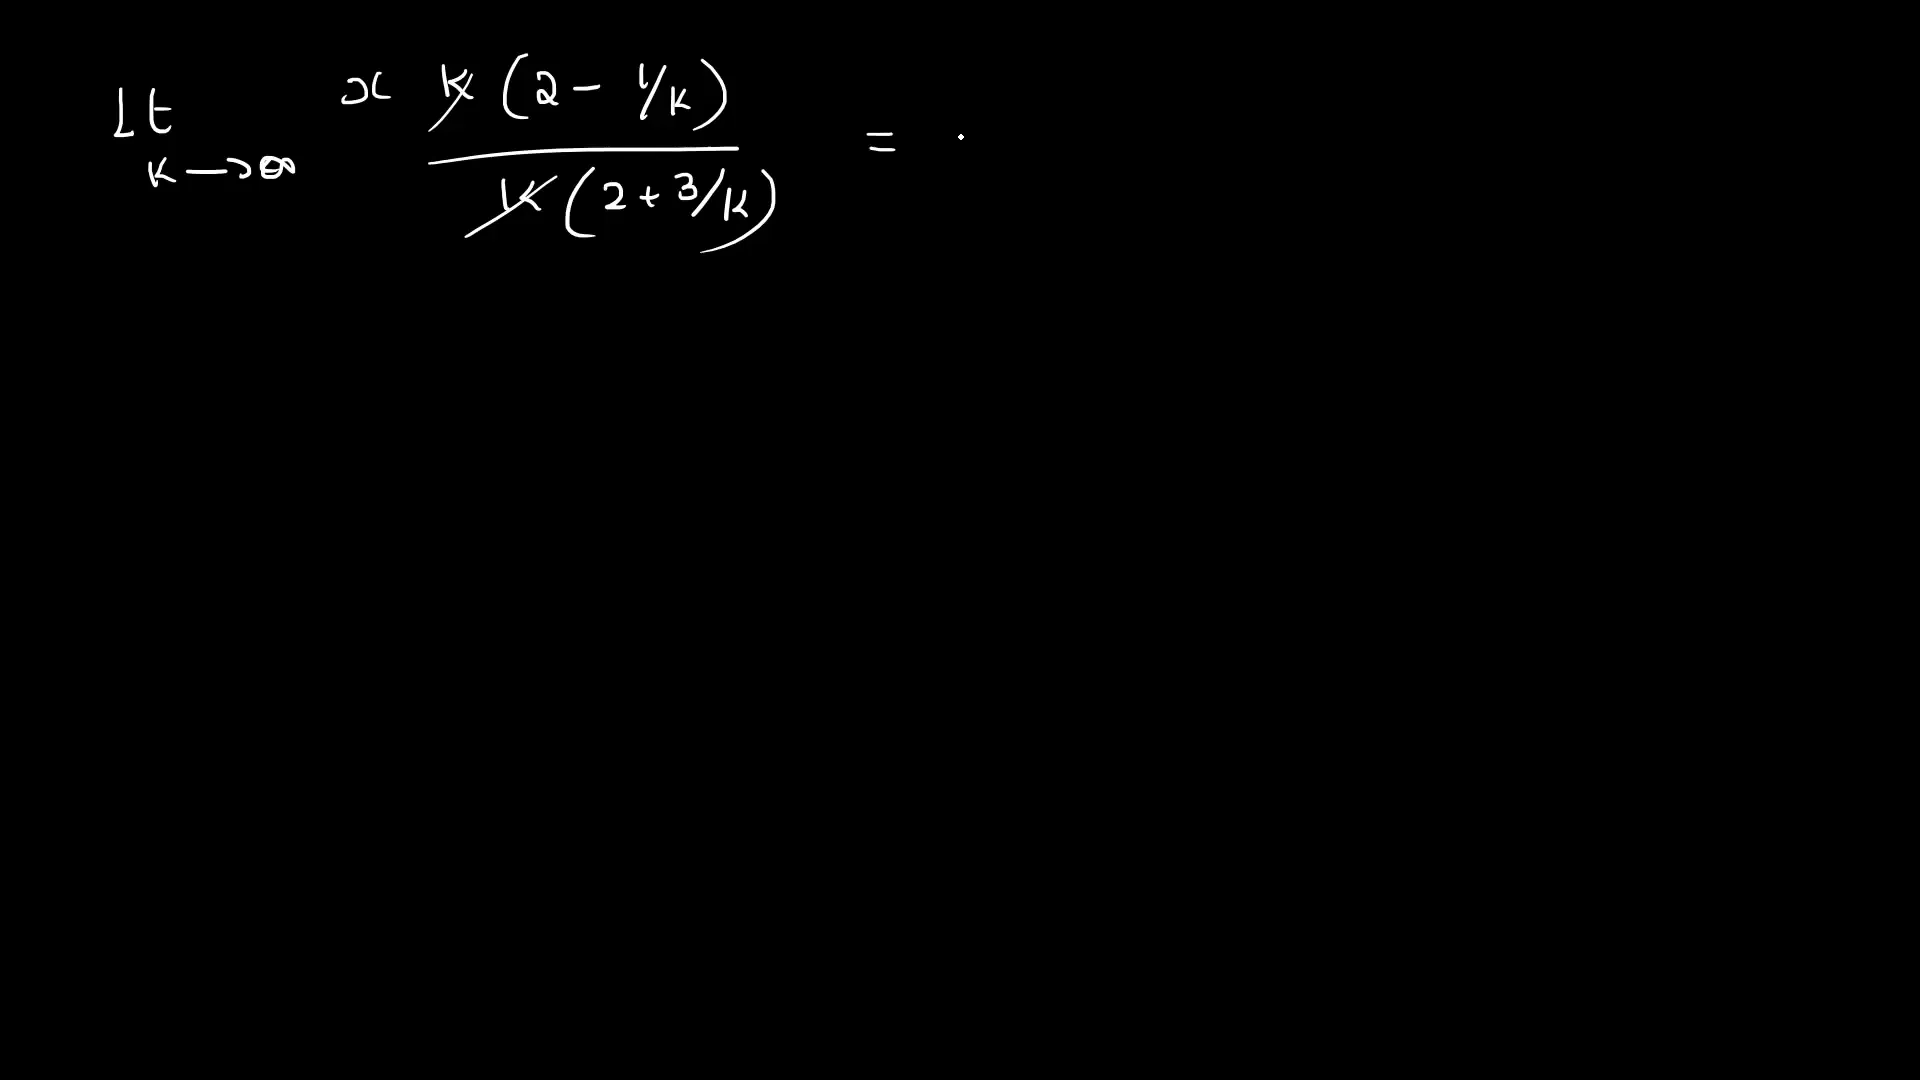 Lt k→∞ x k(2 - 1/k) / k(2 + 3/k) =